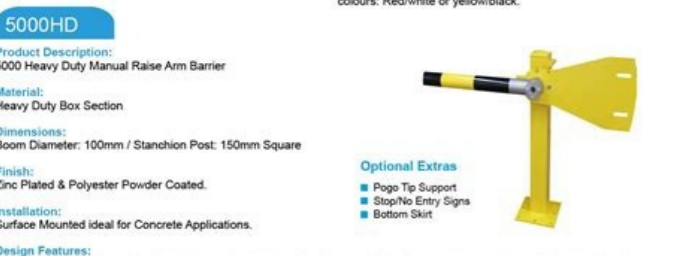 colours: Red/white or yellow/black.
5000HD
Product Description:
5000 Heavy Duty Manual Raise Arm Barrier
Material:
Heavy Duty Box Section
Dimensions:
Boom Diameter: 100mm / Stanchion Post: 150mm Square
Finish:
Zinc Plated & Polyester Powder Coated.
Installation:
Surface Mounted ideal for Concrete Applications.
Design Features:
Optional Extras
Pogo Tip Support
Stop/No Entry Signs
Bottom Skirt